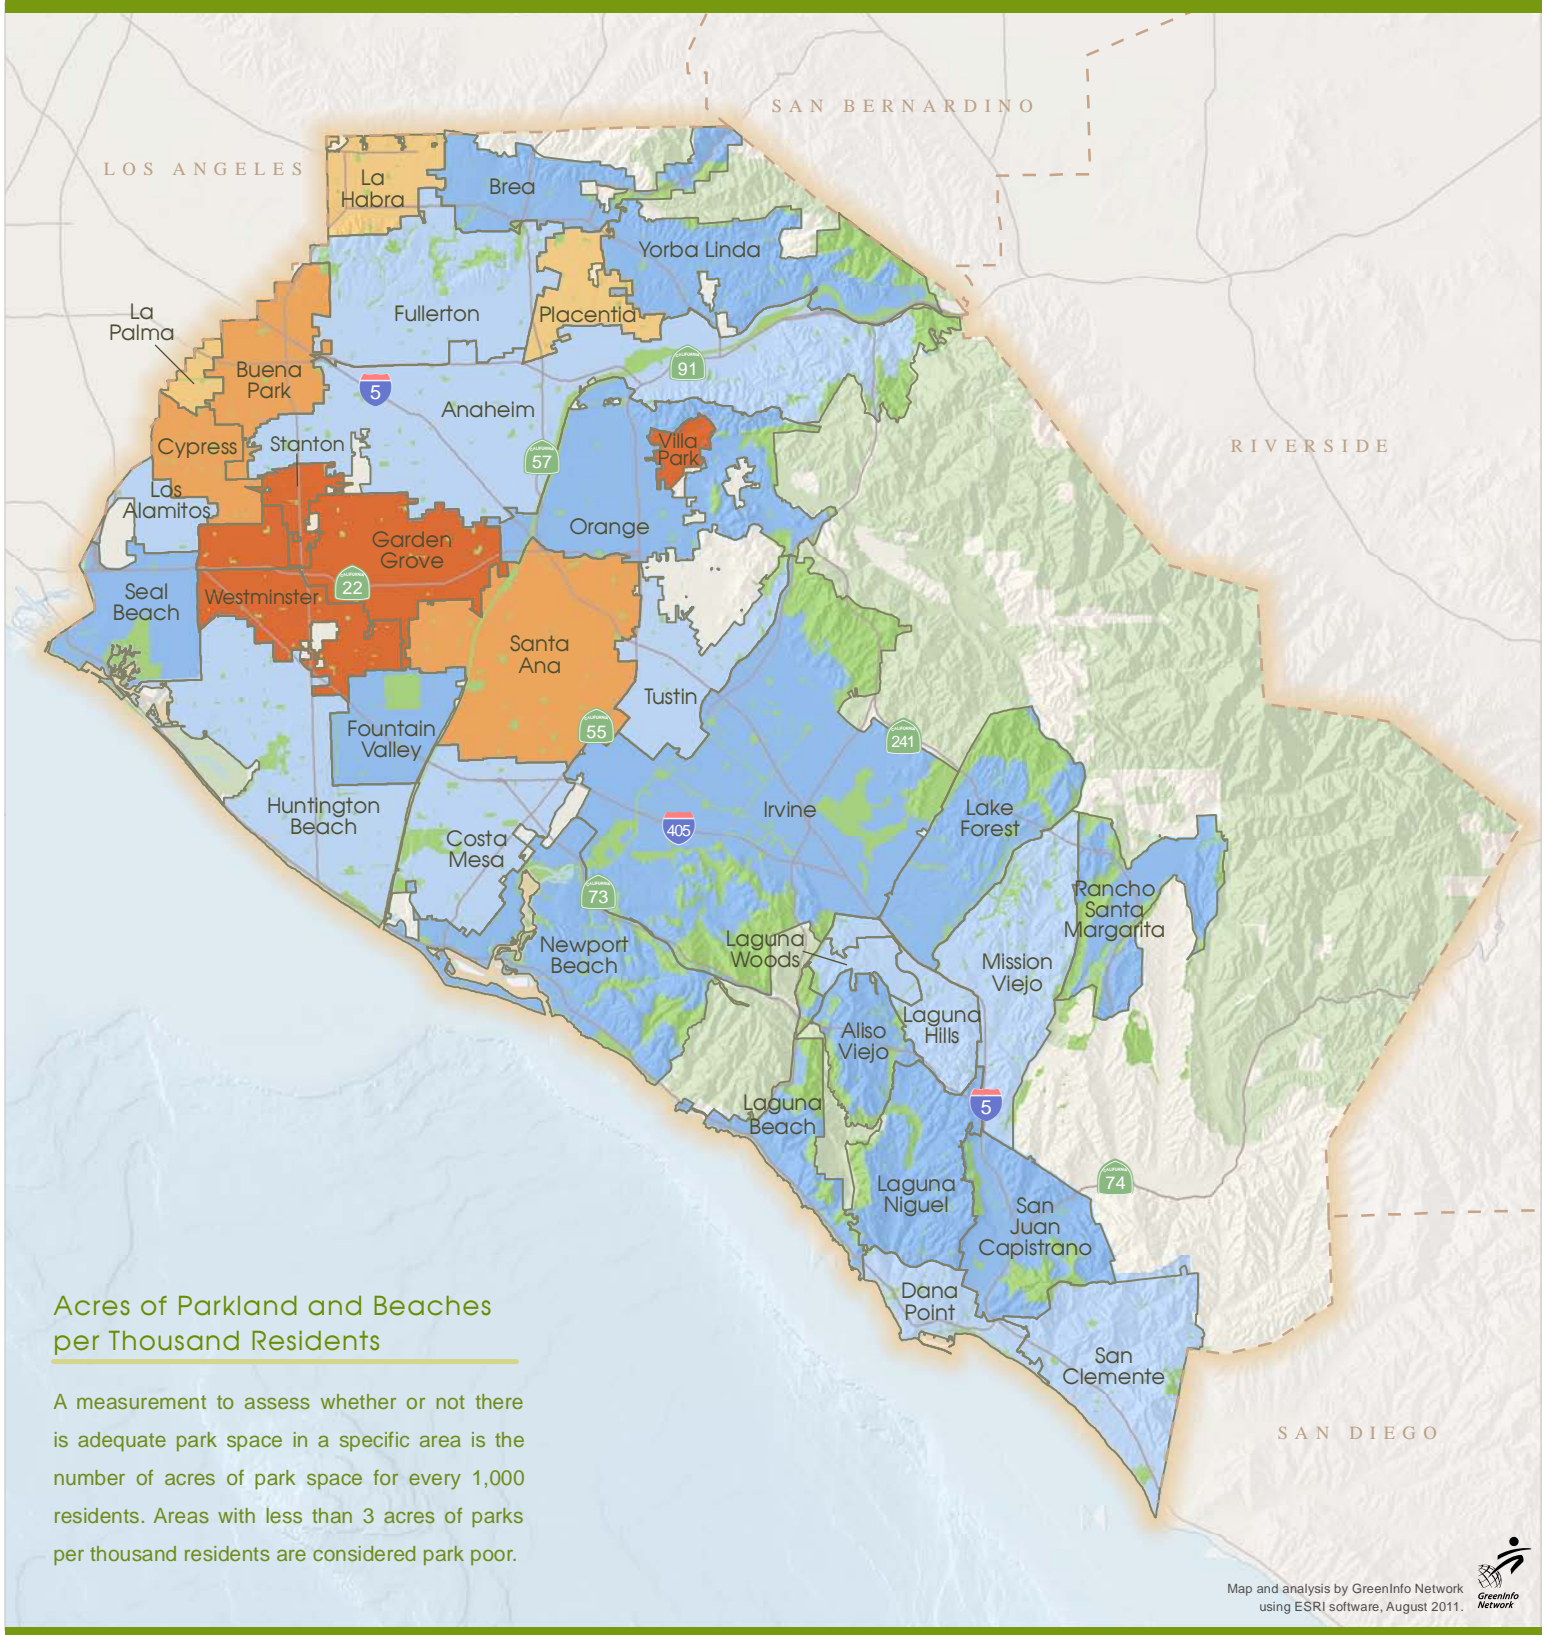 SAN BERNARDINO
LOS ANGELES
La
Habra
Brea
Yorba Linda
La
Palma
Fullerton
Placentia
Buena
Park
5
CALIFORNIA
91
Anaheim
Cypress
Stanton
Villa
Park
RIVERSIDE
CALIFORNIA
57
Los
Alamitos
Orange
Garden
Grove
CALIFORNIA
22
Seal
Beach
Westminster
Santa
Ana
Tustin
Fountain
Valley
CALIFORNIA
55
CALIFORNIA
241
Huntington
Beach
Irvine
Lake
Forest
405
Costa
Mesa
CALIFORNIA
73
Rancho
Santa
Margarita
Newport
Beach
Laguna
Woods
Mission
Viejo
Aliso
Viejo
Laguna
Hills
Laguna
Beach
5
CALIFORNIA
74
Laguna
Niguel
San
Juan
Capistrano
Dana
Point
San
Clemente
SAN DIEGO
Acres of Parkland and Beaches
per Thousand Residents
A measurement to assess whether or not there
is adequate park space in a specific area is the
number of acres of park space for every 1,000
residents. Areas with less than 3 acres of parks
per thousand residents are considered park poor.
Map and analysis by GreenInfo Network
using ESRI software, August 2011.
GreenInfo
Network